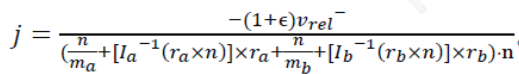 j = −(1+ϵ)v_rel⁻ / (n/m_a+[I_a⁻¹(r_a×n)]×r_a+n/m_b+[I_b⁻¹(r_b×n)]×r_b)·n